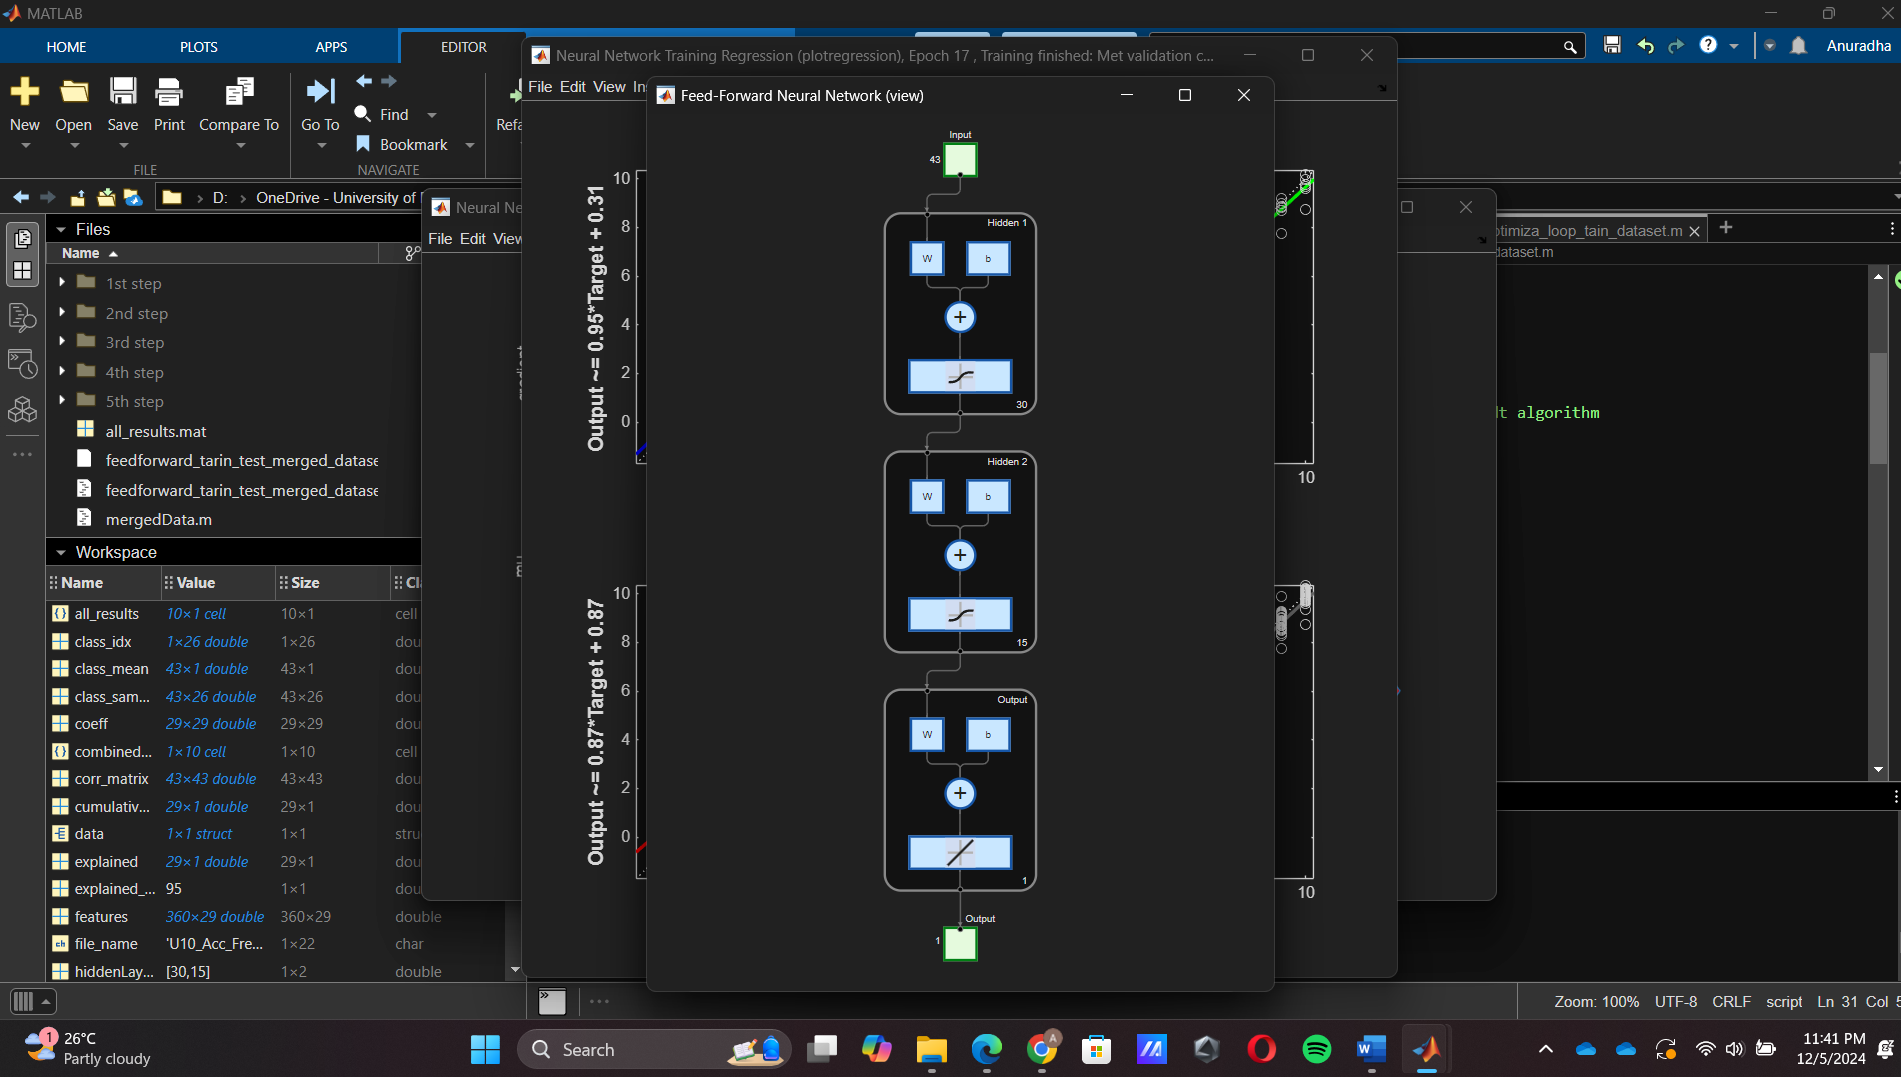 MATLAB
HOME
PLOTS
APPS
EDITOR
Anuradha
New
Open
Save
Print
Compare To
Go To
Find
Bookmark
FILE
NAVIGATE
D: > OneDrive - University of
Files
Name
1st step
2nd step
3rd step
4th step
5th step
all_results.mat
feedforward_tarin_test_merged_datase
feedforward_tarin_test_merged_datase
mergedData.m
Workspace
Name Value Size Cl
all_results 10×1 cell 10×1 cell
class_idx 1×26 double 1×26 dou
class_mean 43×1 double 43×1 dou
class_sam... 43×26 double 43×26 dou
coeff 29×29 double 29×29 dou
combined... 1×10 cell 1×10 cell
corr_matrix 43×43 double 43×43 dou
cumulativ... 29×1 double 29×1 dou
data 1×1 struct 1×1 stru
explained 29×1 double 29×1 dou
explained_... 95 1×1 dou
features 360×29 double 360×29 double
file_name 'U10_Acc_Fre... 1×22 char
hiddenLay... [30,15] 1×2 double
Neural Ne
File Edit View
Neural Network Training Regression (plotregression), Epoch 17 , Training finished: Met validation c...
File Edit View In
Output ~= 0.95*Target + 0.31
10
8
6
4
2
0
10
Output ~= 0.87*Target + 0.87
10
8
6
4
2
0
10
Feed-Forward Neural Network (view)
Input
43
Hidden 1
W b
+
30
Hidden 2
W b
+
15
Output
W b
+
1
Output
1
timiza_loop_tain_dataset.m
dataset.m
t algorithm
Zoom: 100% UTF-8 CRLF script Ln 31 Col
26°C
Partly cloudy
1
Search
A
11:41 PM
12/5/2024